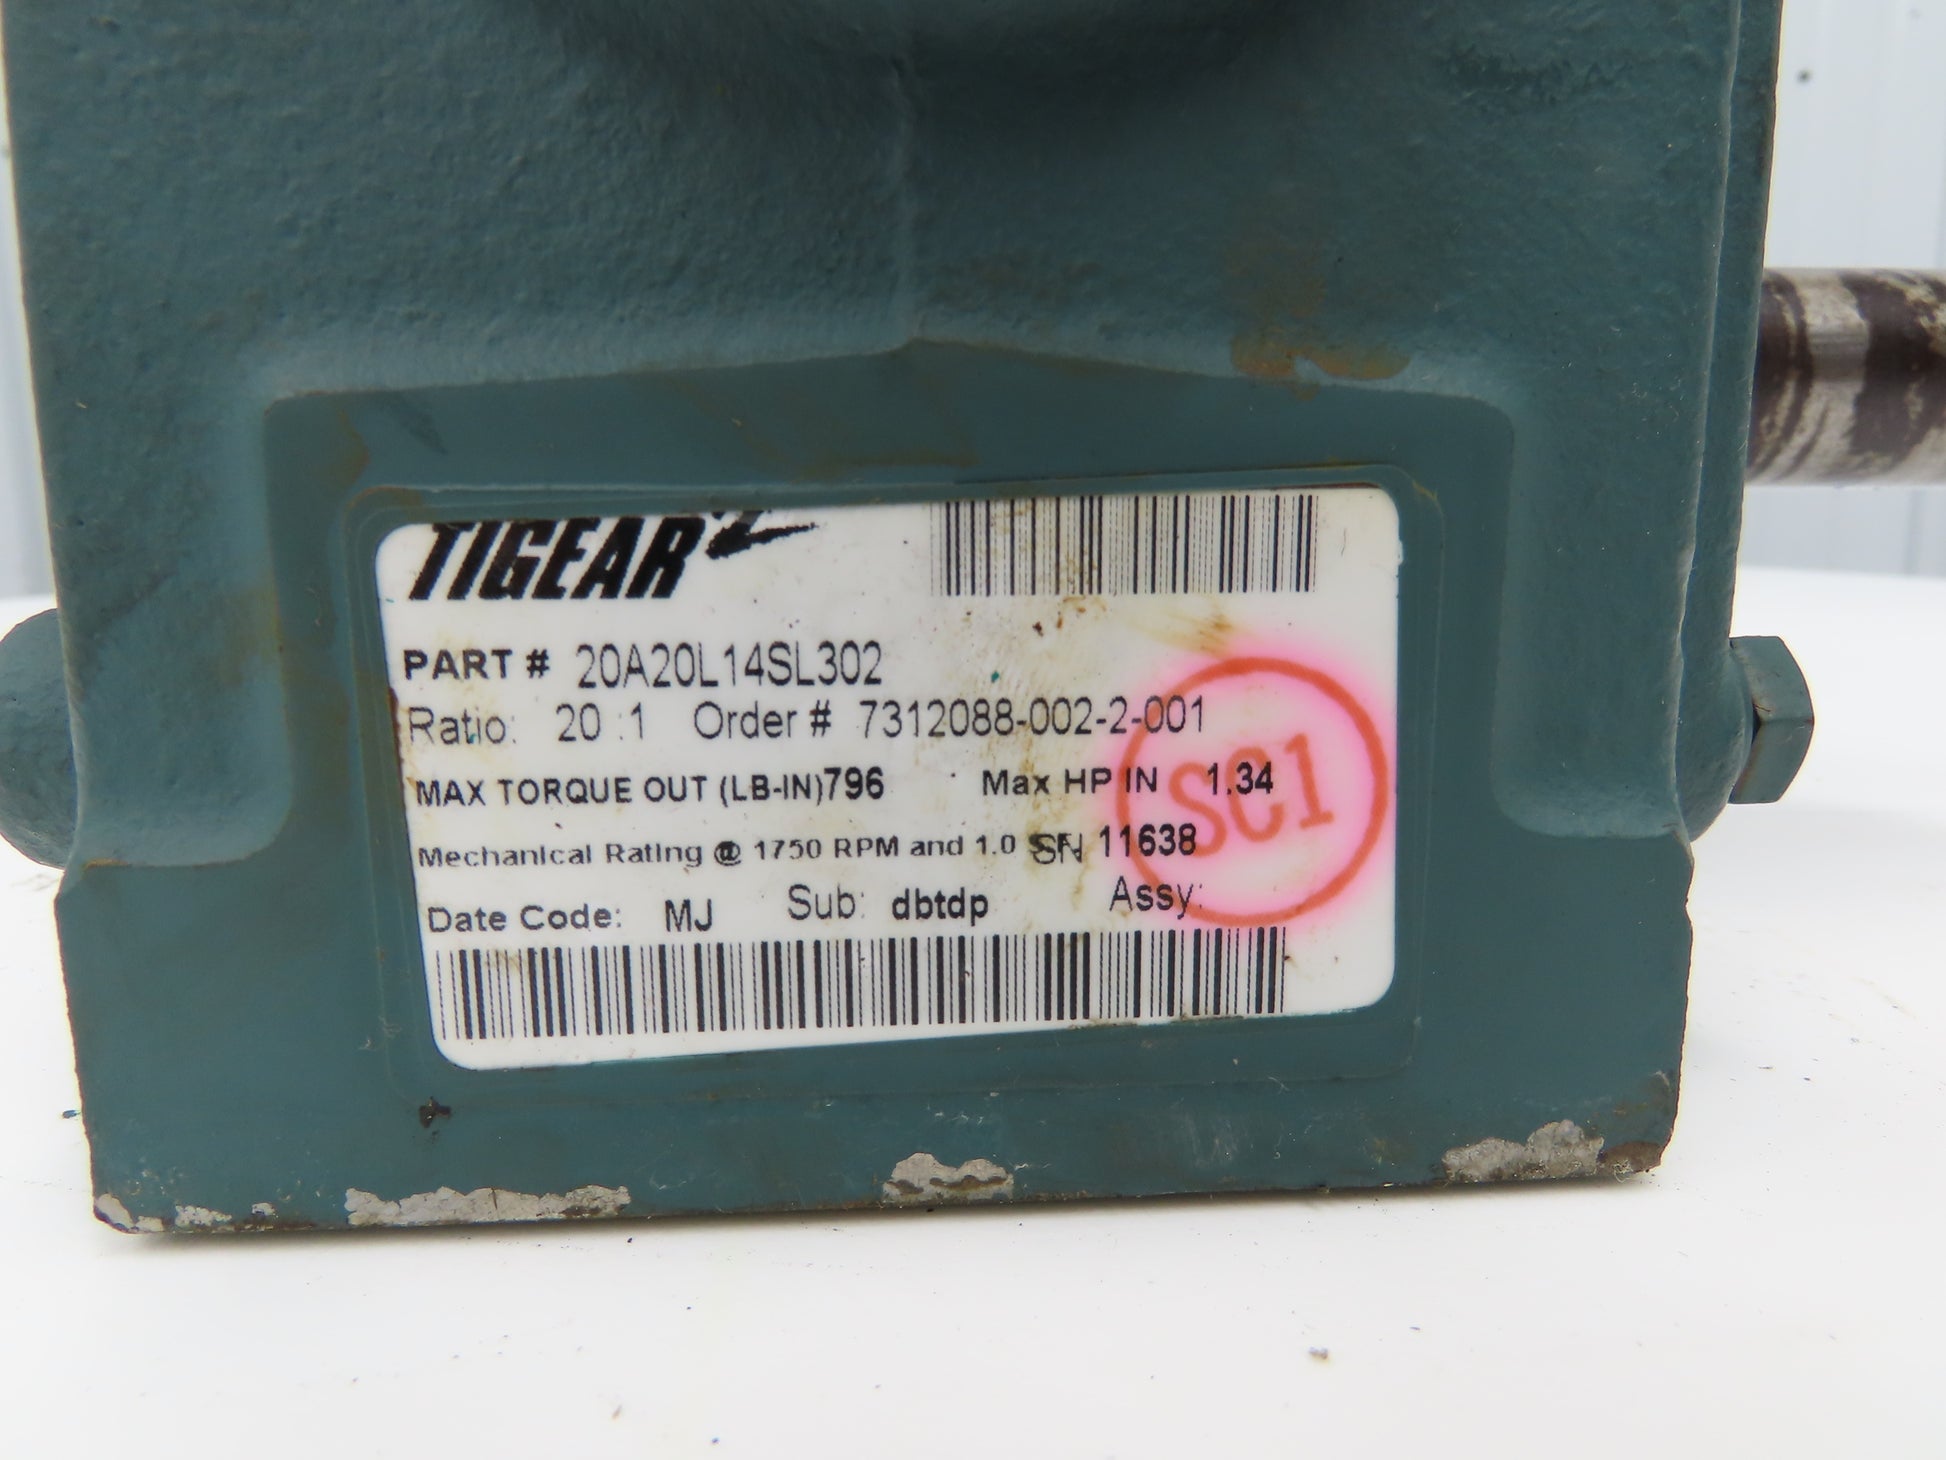 TIGEAR 2
PART # 20A20L14SL302
Ratio: 20 :1 Order # 7312088-002-2-001
MAX TORQUE OUT (LB-IN)796 Max HP IN 1.34
Mechanical Rating @ 1750 RPM and 1.0 S.F. SN 11638
Date Code: MJ Sub: dbtdp Assy:
SC1